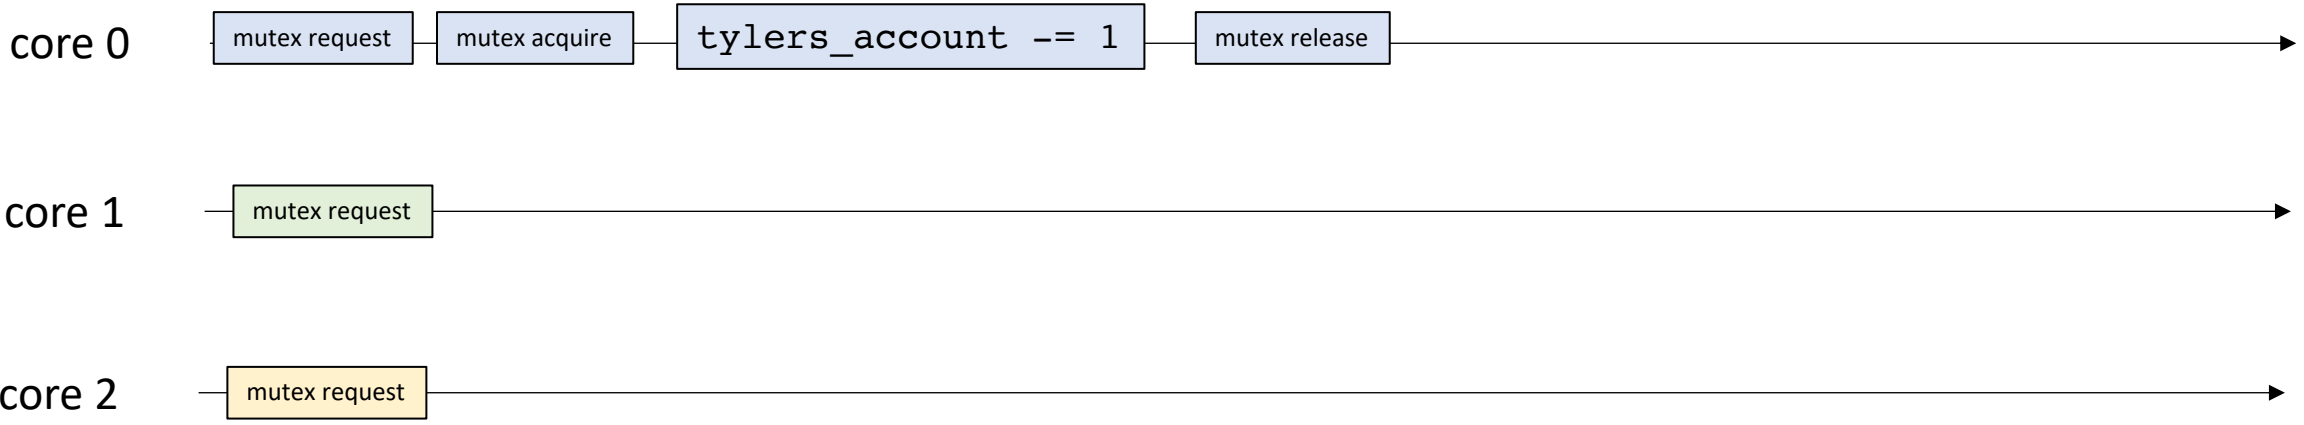 core 0 mutex request mutex acquire tylers_account -= 1 mutex release
core 1 mutex request
core 2 mutex request